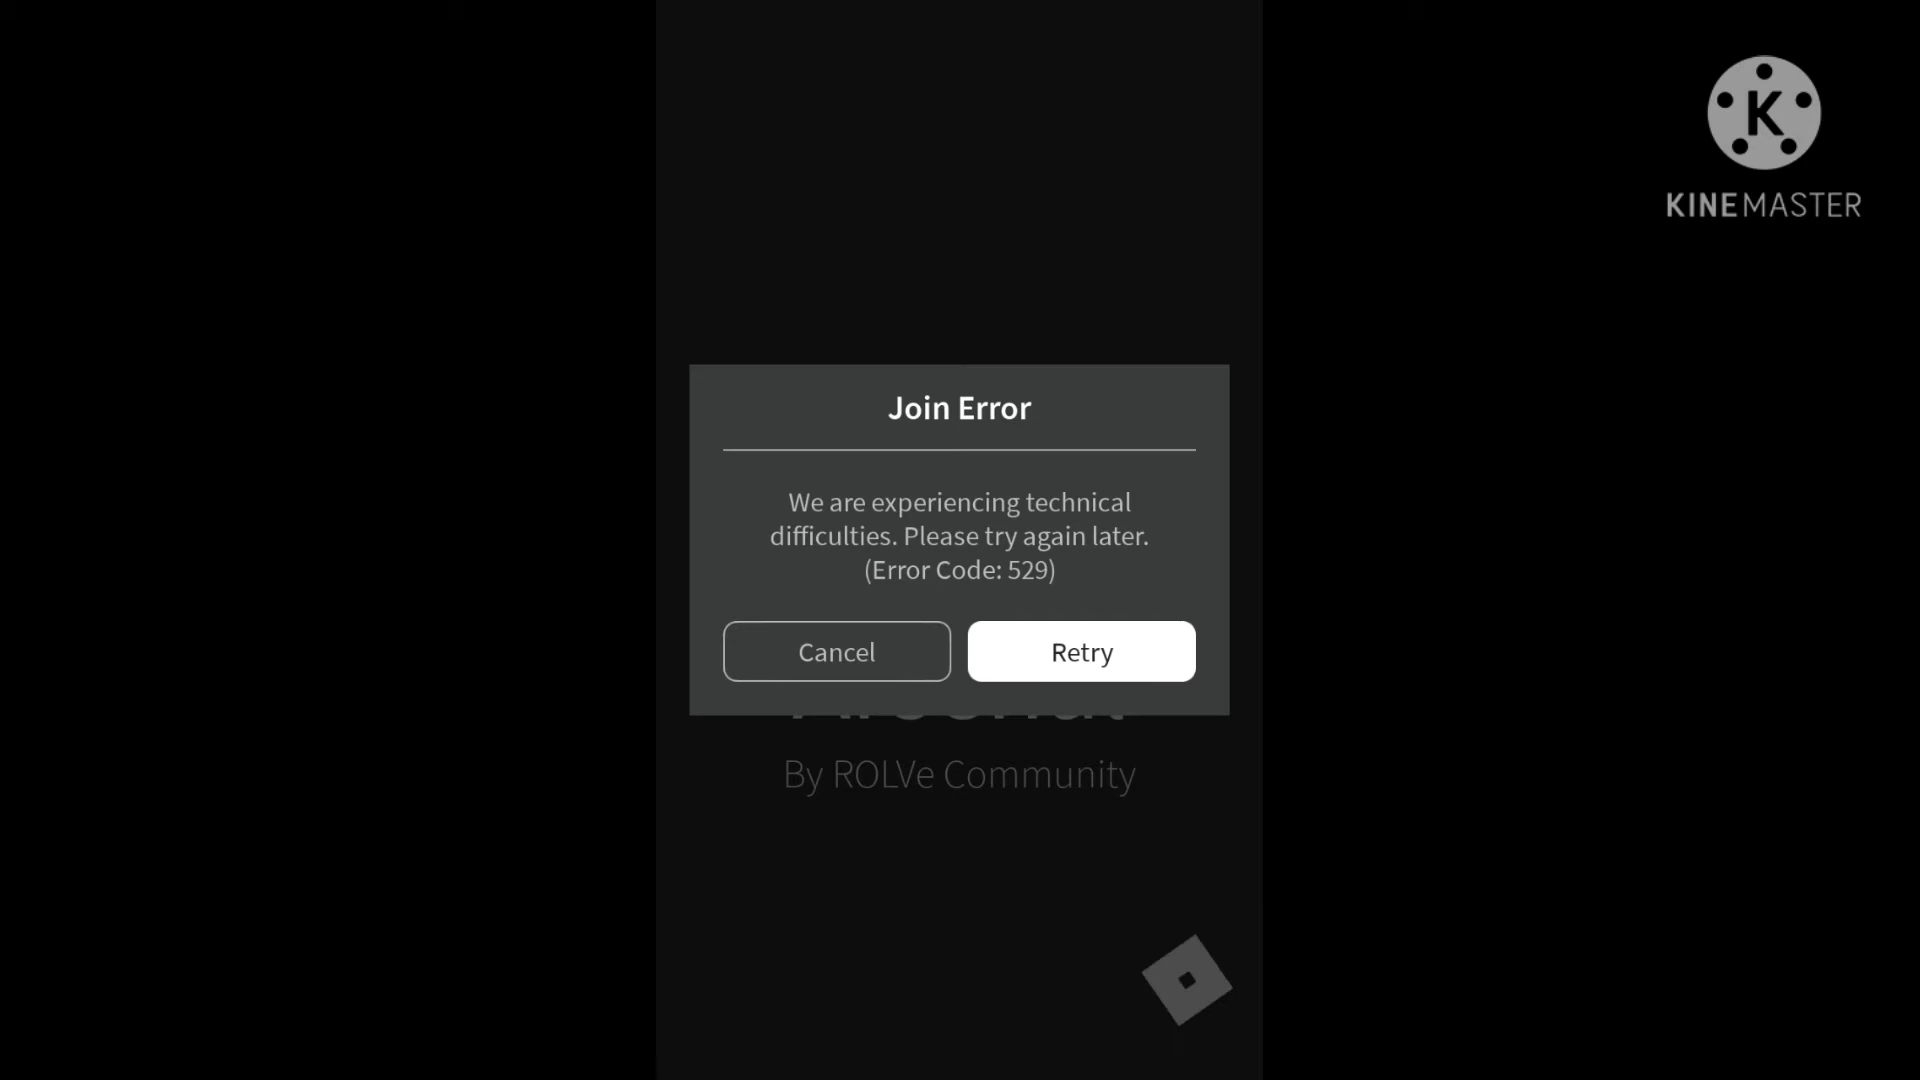 K
KINEMASTER
Join Error
We are experiencing technical
difficulties. Please try again later.
(Error Code: 529)
Cancel
Retry
By ROLVe Community